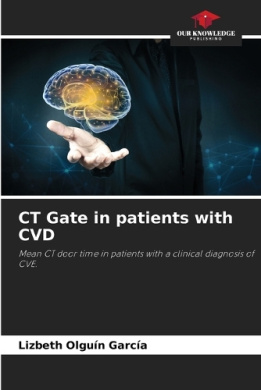 OUR KNOWLEDGE
PUBLISHING
CT Gate in patients with
CVD
Mean CT door time in patients with a clinical diagnosis of
CVE.
Lizbeth Olguín García